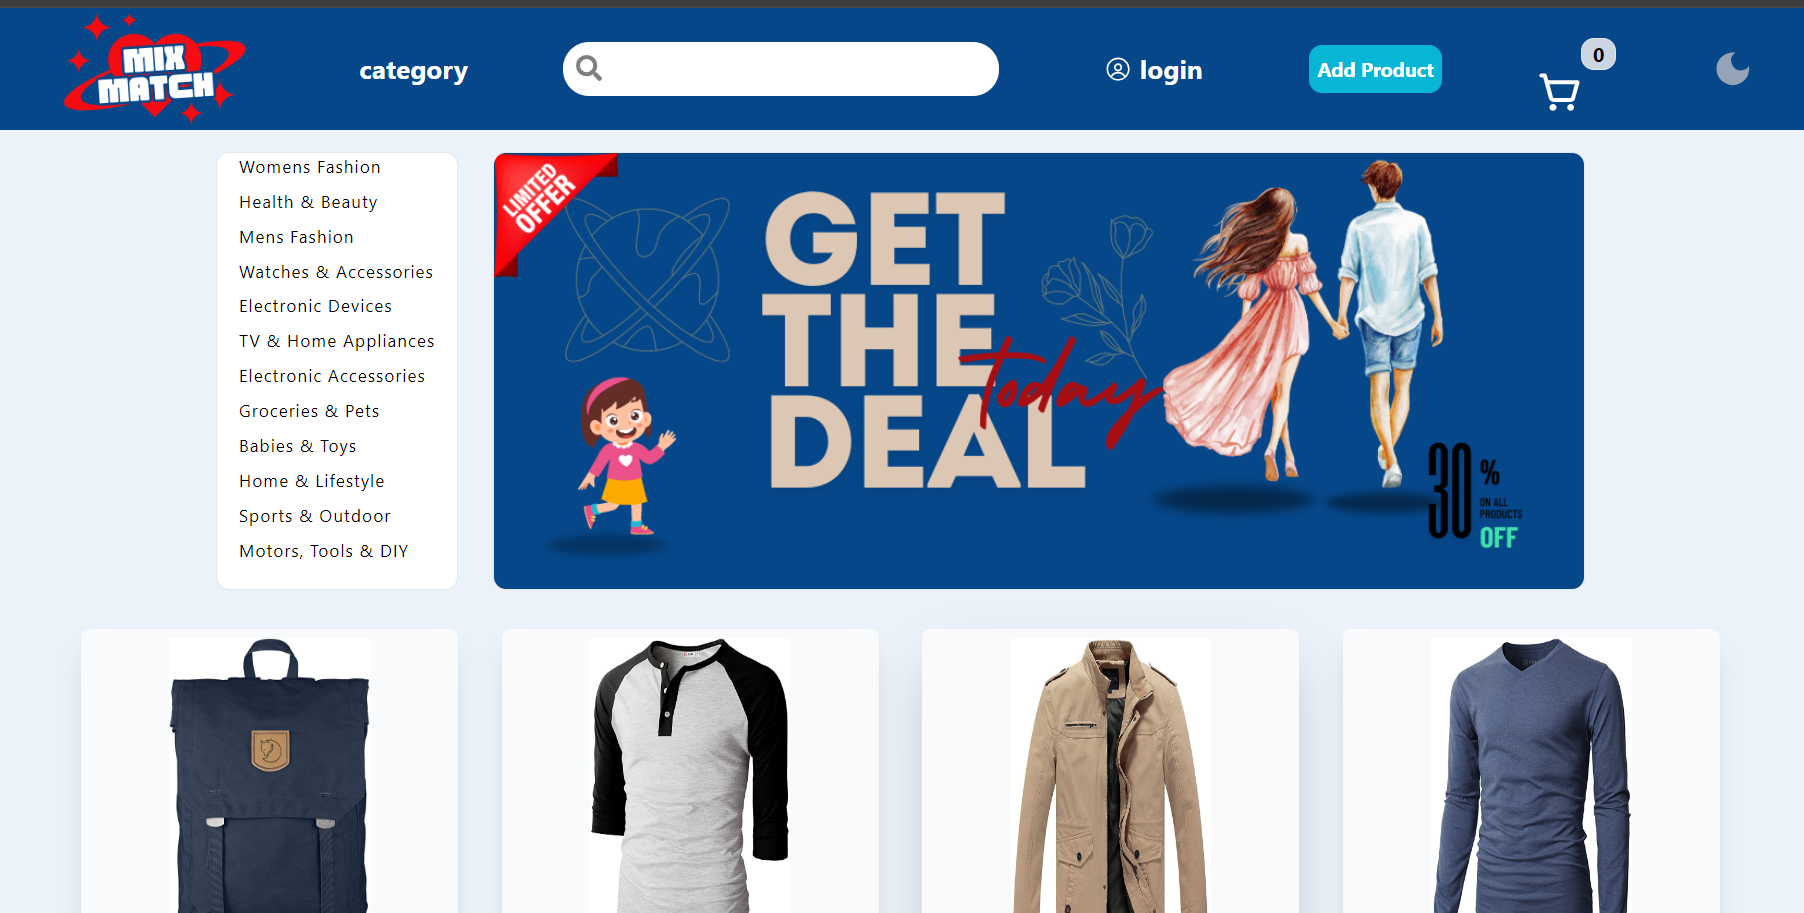 MIX
MATCH
category
login
Add Product
0
Womens Fashion
Health & Beauty
Mens Fashion
Watches & Accessories
Electronic Devices
TV & Home Appliances
Electronic Accessories
Groceries & Pets
Babies & Toys
Home & Lifestyle
Sports & Outdoor
Motors, Tools & DIY
LIMITED
OFFER
GET
THE
today
DEAL
30 %
ON ALL
PRODUCTS
OFF